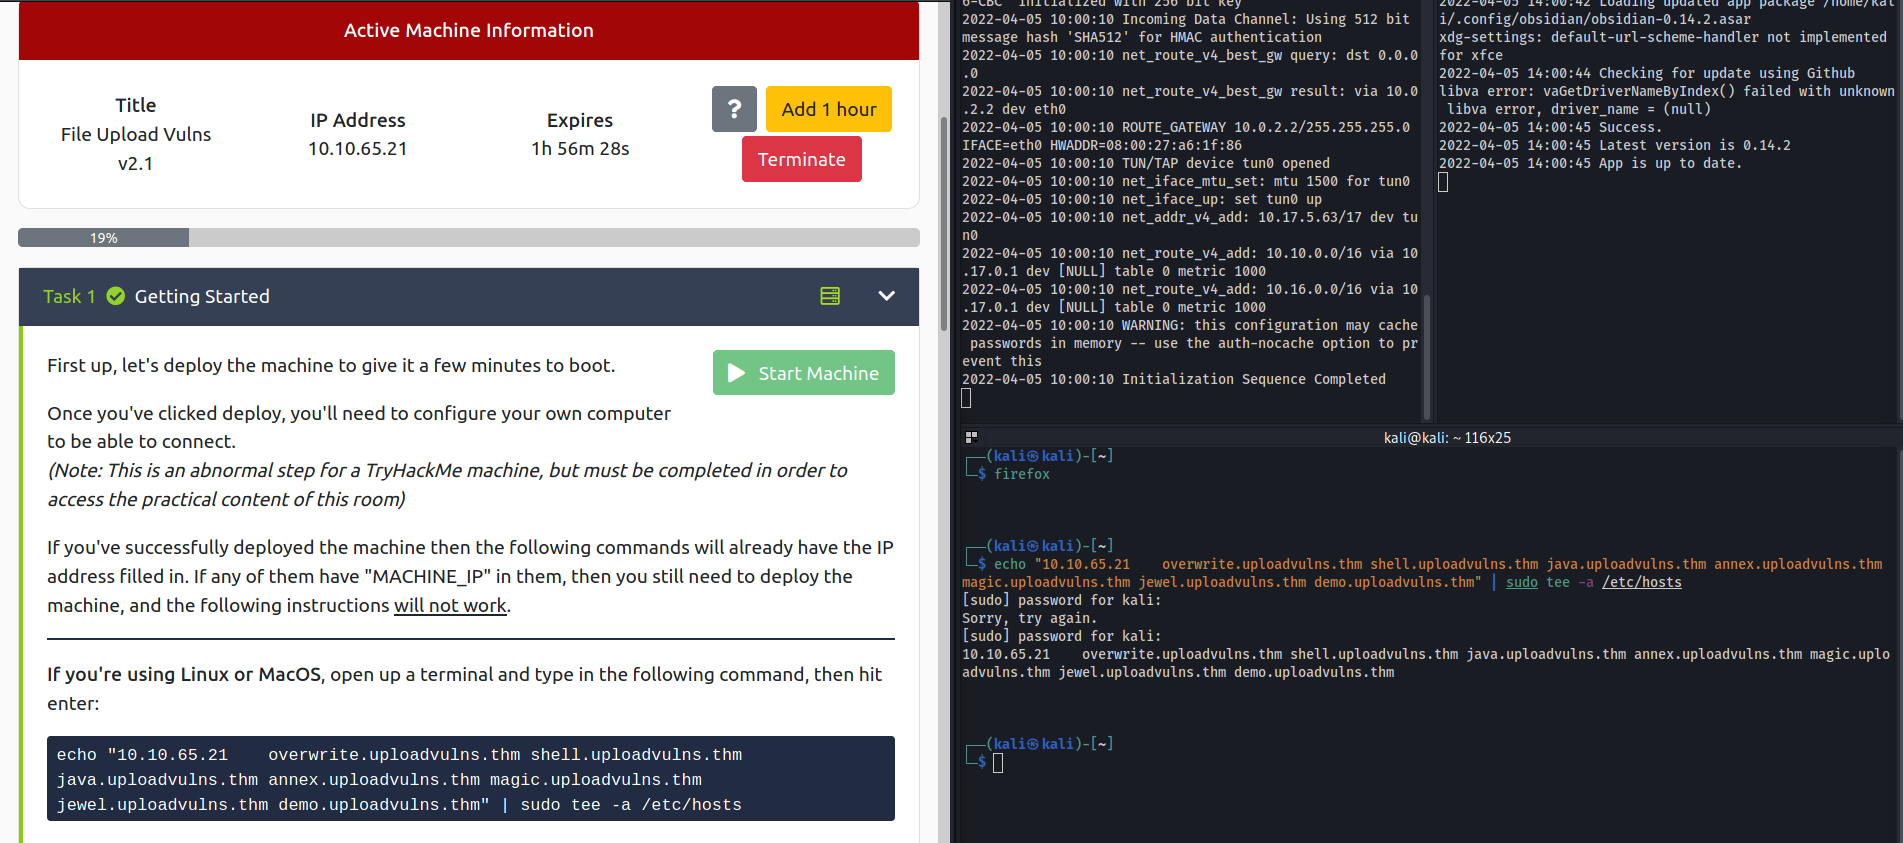 Active Machine Information
Title
File Upload Vulns
v2.1
IP Address
10.10.65.21
Expires
1h 56m 28s
?
Add 1 hour
Terminate
19%
Task 1 Getting Started
First up, let's deploy the machine to give it a few minutes to boot.
Start Machine
Once you've clicked deploy, you'll need to configure your own computer
to be able to connect.
(Note: This is an abnormal step for a TryHackMe machine, but must be completed in order to
access the practical content of this room)
If you've successfully deployed the machine then the following commands will already have the IP
address filled in. If any of them have "MACHINE_IP" in them, then you still need to deploy the
machine, and the following instructions will not work.
If you're using Linux or MacOS, open up a terminal and type in the following command, then hit
enter:
echo "10.10.65.21    overwrite.uploadvulns.thm shell.uploadvulns.thm
java.uploadvulns.thm annex.uploadvulns.thm magic.uploadvulns.thm
jewel.uploadvulns.thm demo.uploadvulns.thm" | sudo tee -a /etc/hosts
6-CBC' initialized with 256 bit key
2022-04-05 10:00:10 Incoming Data Channel: Using 512 bit
message hash 'SHA512' for HMAC authentication
2022-04-05 10:00:10 net_route_v4_best_gw query: dst 0.0.0
.0
2022-04-05 10:00:10 net_route_v4_best_gw result: via 10.0
.2.2 dev eth0
2022-04-05 10:00:10 ROUTE_GATEWAY 10.0.2.2/255.255.255.0
IFACE=eth0 HWADDR=08:00:27:a6:1f:86
2022-04-05 10:00:10 TUN/TAP device tun0 opened
2022-04-05 10:00:10 net_iface_mtu_set: mtu 1500 for tun0
2022-04-05 10:00:10 net_iface_up: set tun0 up
2022-04-05 10:00:10 net_addr_v4_add: 10.17.5.63/17 dev tu
n0
2022-04-05 10:00:10 net_route_v4_add: 10.10.0.0/16 via 10
.17.0.1 dev [NULL] table 0 metric 1000
2022-04-05 10:00:10 net_route_v4_add: 10.16.0.0/16 via 10
.17.0.1 dev [NULL] table 0 metric 1000
2022-04-05 10:00:10 WARNING: this configuration may cache
passwords in memory -- use the auth-nocache option to pr
event this
2022-04-05 10:00:10 Initialization Sequence Completed
2022-04-05 14:00:42 Loading updated app package /home/kal
i/.config/obsidian/obsidian-0.14.2.asar
xdg-settings: default-url-scheme-handler not implemented
for xfce
2022-04-05 14:00:44 Checking for update using Github
libva error: vaGetDriverNameByIndex() failed with unknown
libva error, driver_name = (null)
2022-04-05 14:00:45 Success.
2022-04-05 14:00:45 Latest version is 0.14.2
2022-04-05 14:00:45 App is up to date.
kali@kali: ~ 116x25
┌──(kali㉿kali)-[~]
└─$ firefox
┌──(kali㉿kali)-[~]
└─$ echo "10.10.65.21    overwrite.uploadvulns.thm shell.uploadvulns.thm java.uploadvulns.thm annex.uploadvulns.thm
magic.uploadvulns.thm jewel.uploadvulns.thm demo.uploadvulns.thm" | sudo tee -a /etc/hosts
[sudo] password for kali:
Sorry, try again.
[sudo] password for kali:
10.10.65.21    overwrite.uploadvulns.thm shell.uploadvulns.thm java.uploadvulns.thm annex.uploadvulns.thm magic.uplo
advulns.thm jewel.uploadvulns.thm demo.uploadvulns.thm
┌──(kali㉿kali)-[~]
└─$